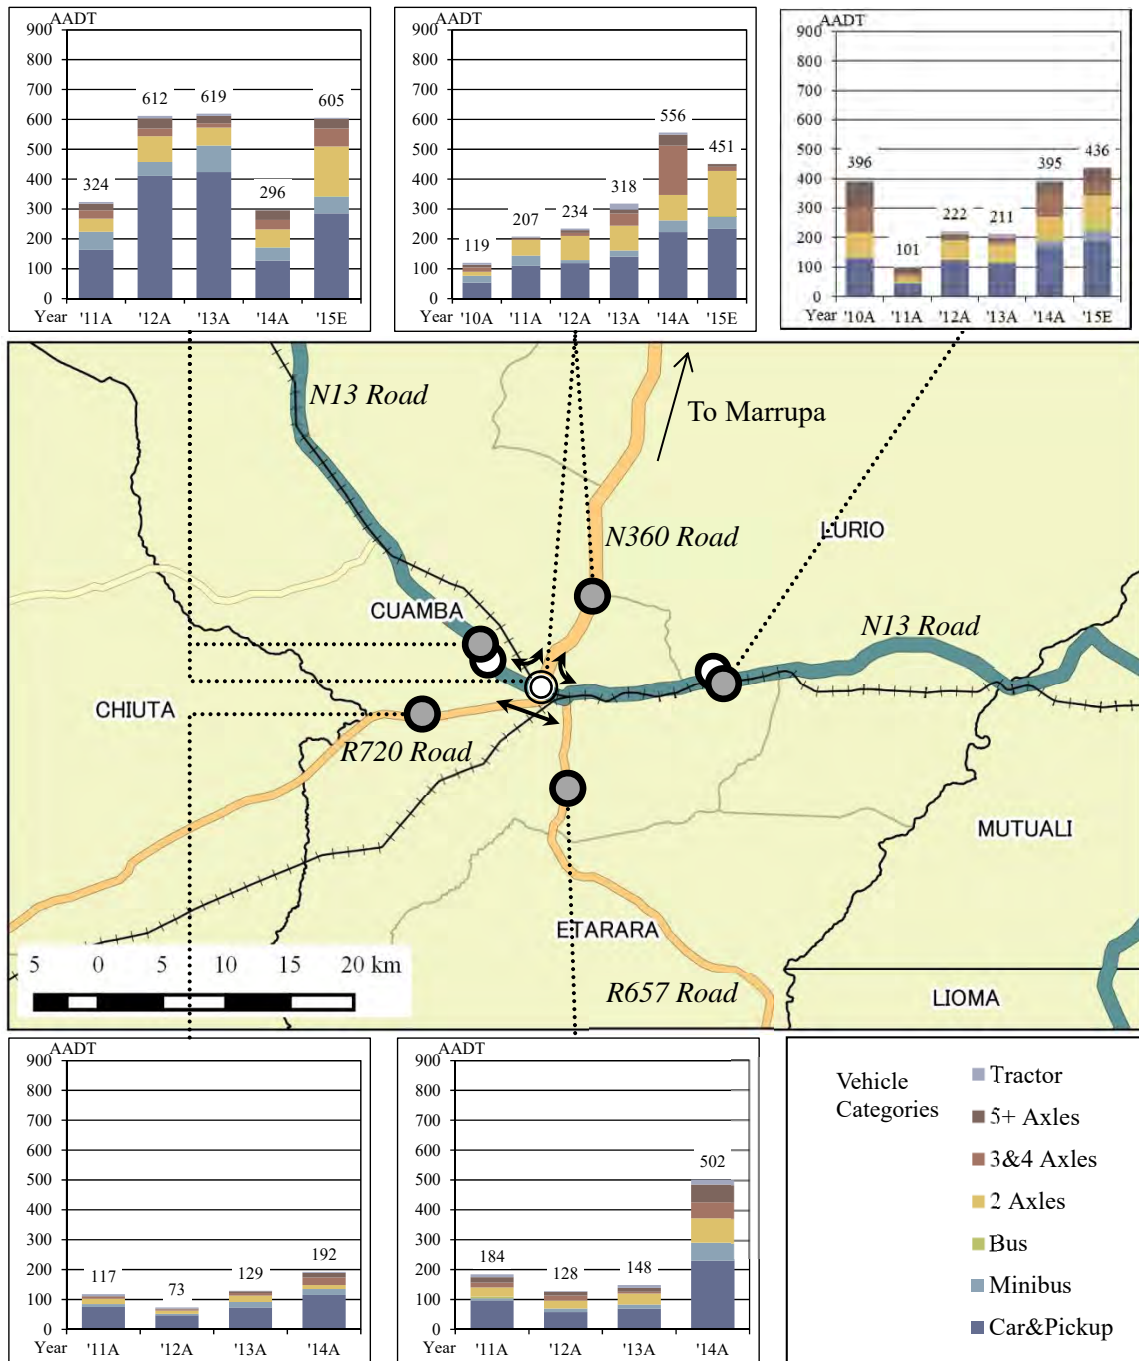 AADT
900
800
700
600
500
400
300
200
100
0
324
612
619
296
605
Year '11A '12A '13A '14A '15E
AADT
900
800
700
600
500
400
300
200
100
0
119
207
234
318
556
451
Year '10A '11A '12A '13A '14A '15E
AADT
900
800
700
600
500
400
300
200
100
0
396
101
222
211
395
436
Year '10A '11A '12A '13A '14A '15E
N13 Road
To Marrupa
N360 Road
LURIO
CUAMBA
N13 Road
CHIUTA
R720 Road
MUTUALI
ETARARA
5 0 5 10 15 20 km
R657 Road
LIOMA
AADT
900
800
700
600
500
400
300
200
100
0
117
73
129
192
Year '11A '12A '13A '14A
AADT
900
800
700
600
500
400
300
200
100
0
184
128
148
502
Year '11A '12A '13A '14A
Vehicle
Categories
Tractor
5+ Axles
3&4 Axles
2 Axles
Bus
Minibus
Car&Pickup